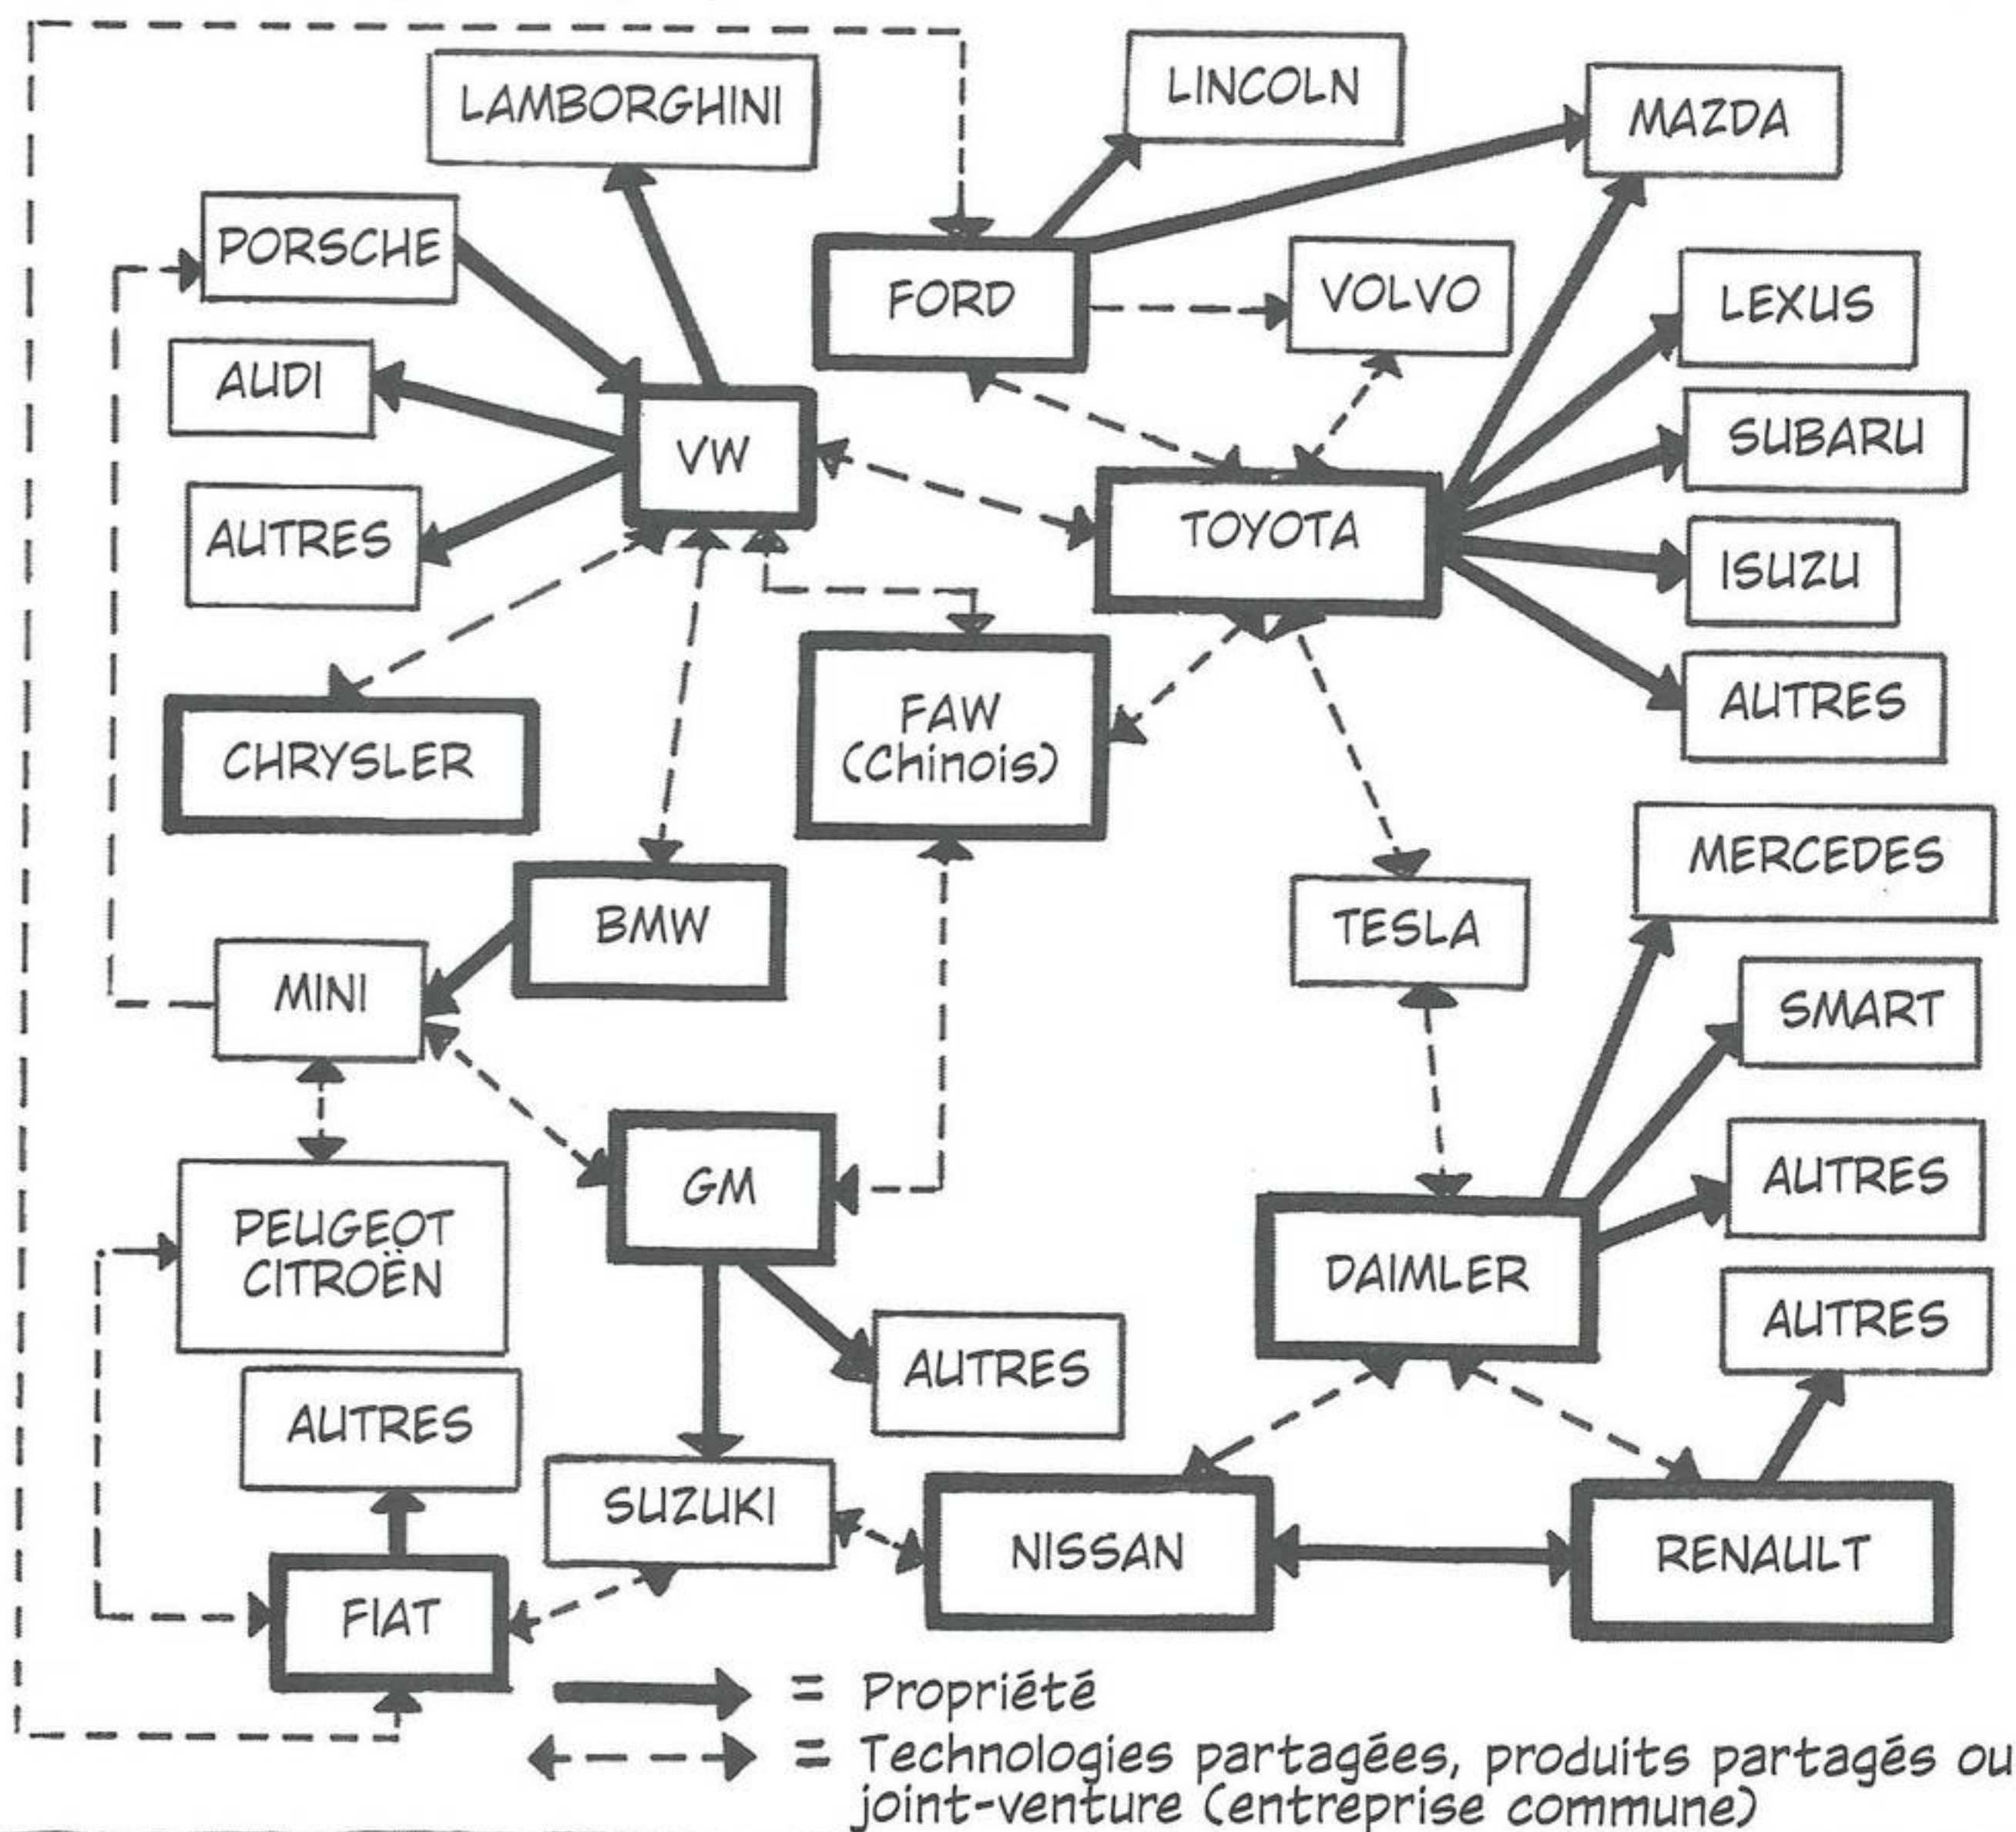 LAMBORGHINI
LINCOLN
MAZDA
PORSCHE
FORD
VOLVO
LEXUS
AUDI
VW
SUBARU
AUTRES
TOYOTA
ISUZU
CHRYSLER
FAW
(Chinois)
AUTRES
MERCEDES
BMW
TESLA
MINI
SMART
GM
AUTRES
PEUGEOT
CITROËN
DAIMLER
AUTRES
AUTRES
AUTRES
SUZUKI
NISSAN
RENAULT
FIAT
= Propriété
= Technologies partagées, produits partagés ou
joint-venture (entreprise commune)